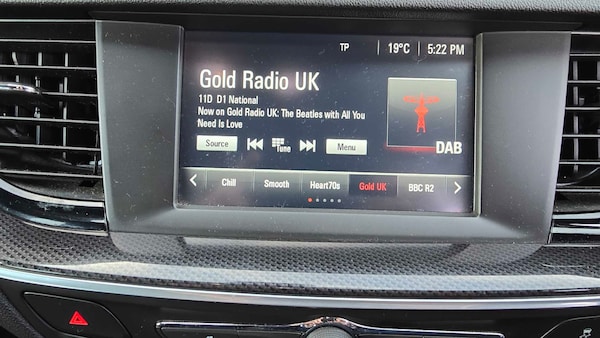 TP 19°C 5:22 PM
Gold Radio UK
11D D1 National
Now on Gold Radio UK: The Beatles with All You
Need Is Love
Source Tune Menu
DAB
Chill Smooth Heart70s Gold UK BBC R2